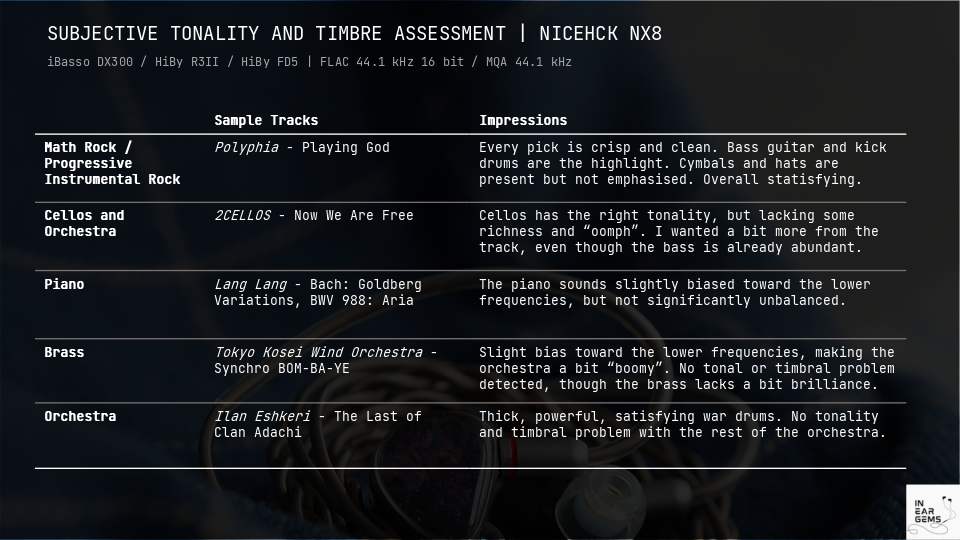 SUBJECTIVE TONALITY AND TIMBRE ASSESSMENT | NICEHCK NX8
iBasso DX300 / HiBy R3II / HiBy FD5 | FLAC 44.1 kHz 16 bit / MQA 44.1 kHz
Sample Tracks
Impressions
Math Rock /
Progressive
Instrumental Rock
Polyphia - Playing God
Every pick is crisp and clean. Bass guitar and kick
drums are the highlight. Cymbals and hats are
present but not emphasised. Overall statisfying.
Cellos and
Orchestra
2CELLOS - Now We Are Free
Cellos has the right tonality, but lacking some
richness and “oomph”. I wanted a bit more from the
track, even though the bass is already abundant.
Piano
Lang Lang - Bach: Goldberg
Variations, BWV 988: Aria
The piano sounds slightly biased toward the lower
frequencies, but not significantly unbalanced.
Brass
Tokyo Kosei Wind Orchestra -
Synchro BOM-BA-YE
Slight bias toward the lower frequencies, making the
orchestra a bit “boomy”. No tonal or timbral problem
detected, though the brass lacks a bit brilliance.
Orchestra
Ilan Eshkeri - The Last of
Clan Adachi
Thick, powerful, satisfying war drums. No tonality
and timbral problem with the rest of the orchestra.
IN
EAR
GEMS